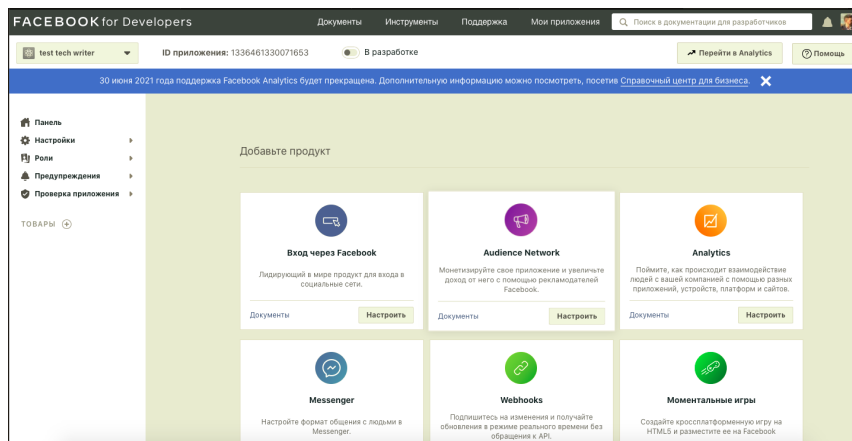 FACEBOOK for Developers
Документы Инструменты Поддержка Мои приложения Поиск в документации для разработчиков
test tech writer ID приложения: 1336461330071653 В разработке Перейти в Analytics Помощь
30 июня 2021 года поддержка Facebook Analytics будет прекращена. Дополнительную информацию можно посмотреть, посетив Справочный центр для бизнеса.
Панель
Настройки
Роли
Предупреждения
Проверка приложения
ТОВАРЫ
Добавьте продукт
Вход через Facebook
Лидирующий в мире продукт для входа в
социальные сети.
Документы Настроить
Audience Network
Монетизируйте свое приложение и увеличьте
доход от него с помощью рекламодателей
Facebook.
Документы Настроить
Analytics
Поймите, как происходит взаимодействие
людей с вашей компанией с помощью разных
приложений, устройств, платформ и сайтов.
Документы Настроить
Messenger
Настройте формат общения с людьми в
Messenger.
Webhooks
Подпишитесь на изменения и получайте
обновления в режиме реального времени без
обращения к API.
Моментальные игры
Создайте кроссплатформенную игру на
HTML5 и разместите ее на Facebook